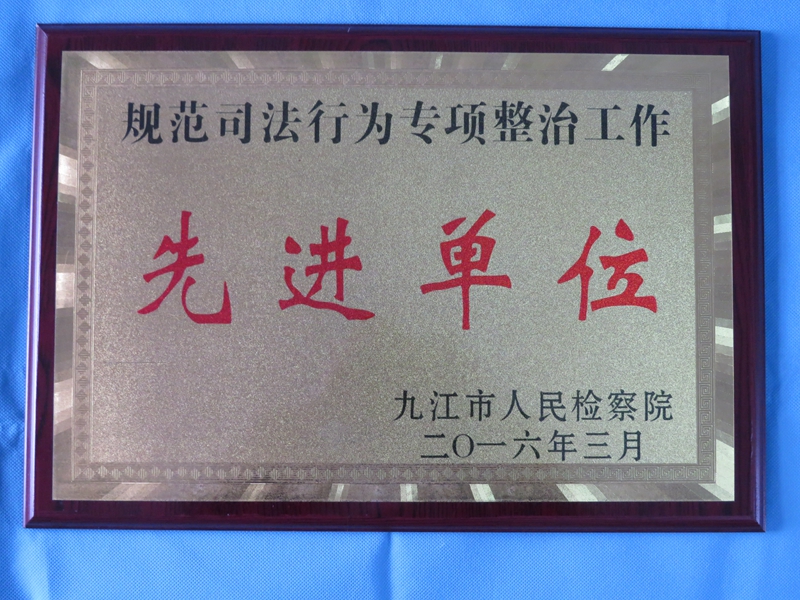 规范司法行为专项整治工作
先进单位
九江市人民检察院
二〇一六年三月